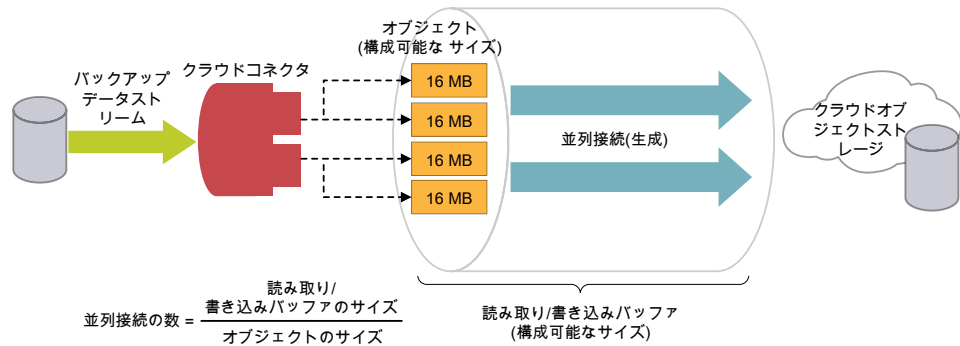 オブジェクト
(構成可能な サイズ)
クラウドコネクタ
バックアップ
データスト
リーム
16 MB
16 MB
16 MB
16 MB
並列接続(生成)
クラウドオブ
ジェクトスト
レージ
読み取り/
書き込みバッファのサイズ
並列接続の数 =
オブジェクトのサイズ
読み取り/書き込みバッファ
(構成可能なサイズ)